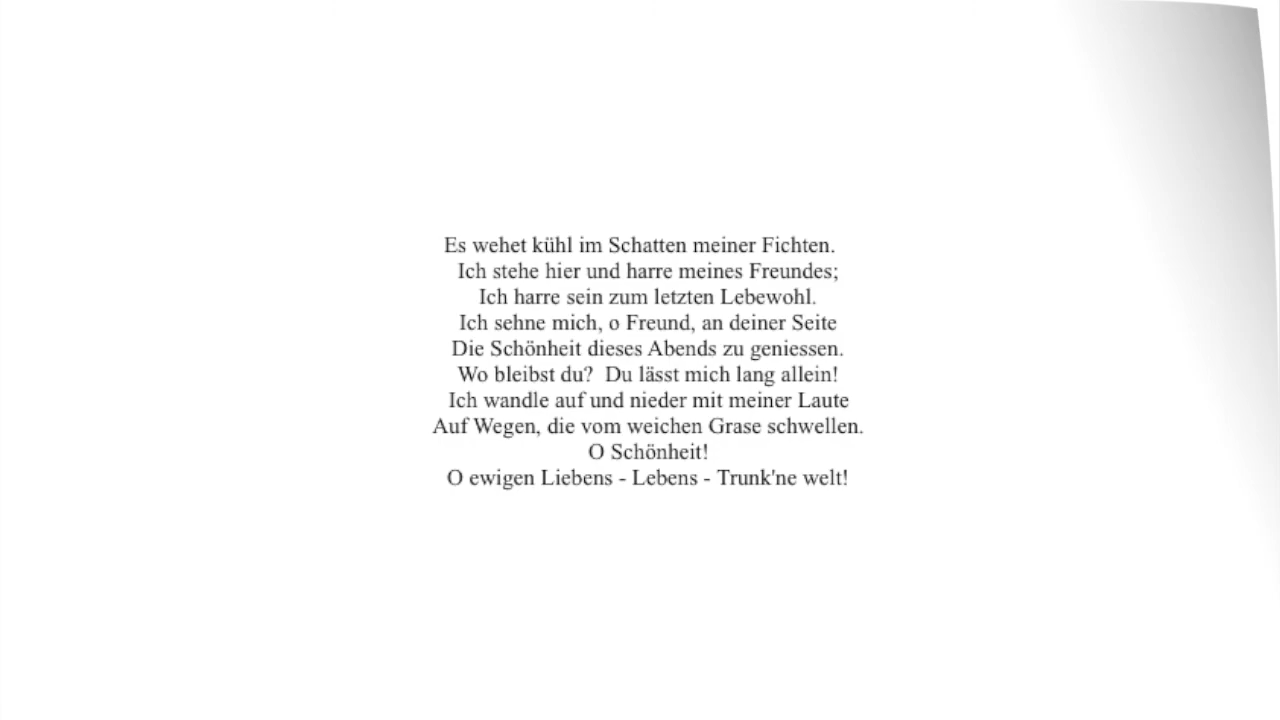 Es wehet kühl im Schatten meiner Fichten.
Ich stehe hier und harre meines Freundes;
Ich harre sein zum letzten Lebewohl.
Ich sehne mich, o Freund, an deiner Seite
Die Schönheit dieses Abends zu geniessen.
Wo bleibst du?  Du lässt mich lang allein!
Ich wandle auf und nieder mit meiner Laute
Auf Wegen, die vom weichen Grase schwellen.
O Schönheit!
O ewigen Liebens - Lebens - Trunk'ne welt!